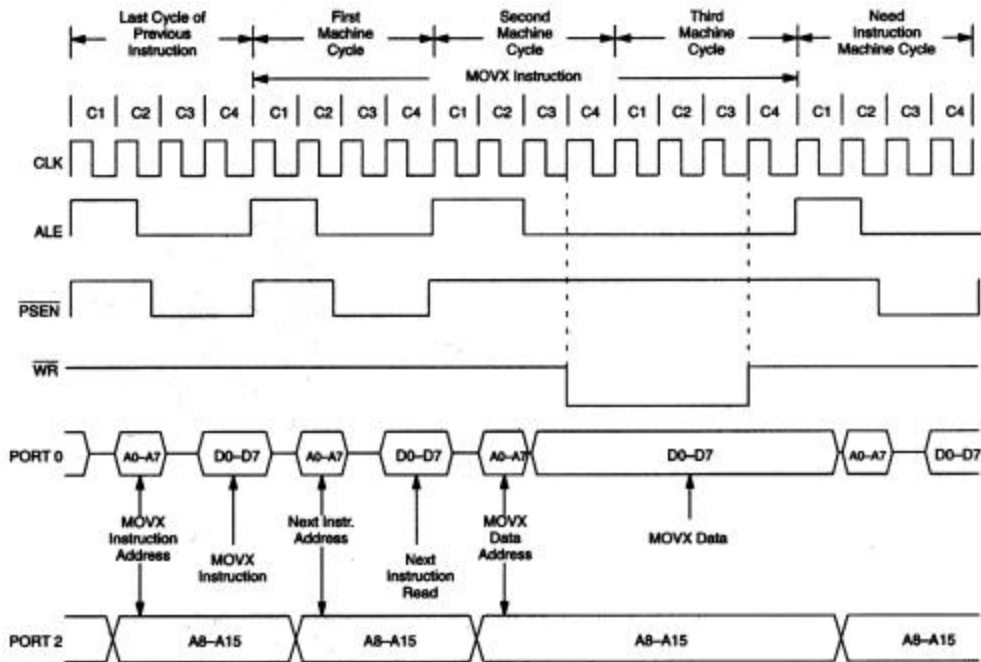 Last Cycle of
Previous
Instruction
First
Machine
Cycle
Second
Machine
Cycle
Third
Machine
Cycle
Need
Instruction
Machine Cycle
MOVX Instruction
C1 C2 C3 C4 C1 C2 C3 C4 C1 C2 C3 C4 C1 C2 C3 C4 C1 C2 C3 C4
CLK
ALE
PSEN
WR
PORT 0
A0–A7 D0–D7 A0–A7 D0–D7 A0–A7 D0–D7 A0–A7 D0–D7
MOVX
Instruction
Address
MOVX
Instruction
Next Instr.
Address
Next
Instruction
Read
MOVX
Data
Address
MOVX Data
PORT 2
A8–A15 A8–A15 A8–A15 A8–A15